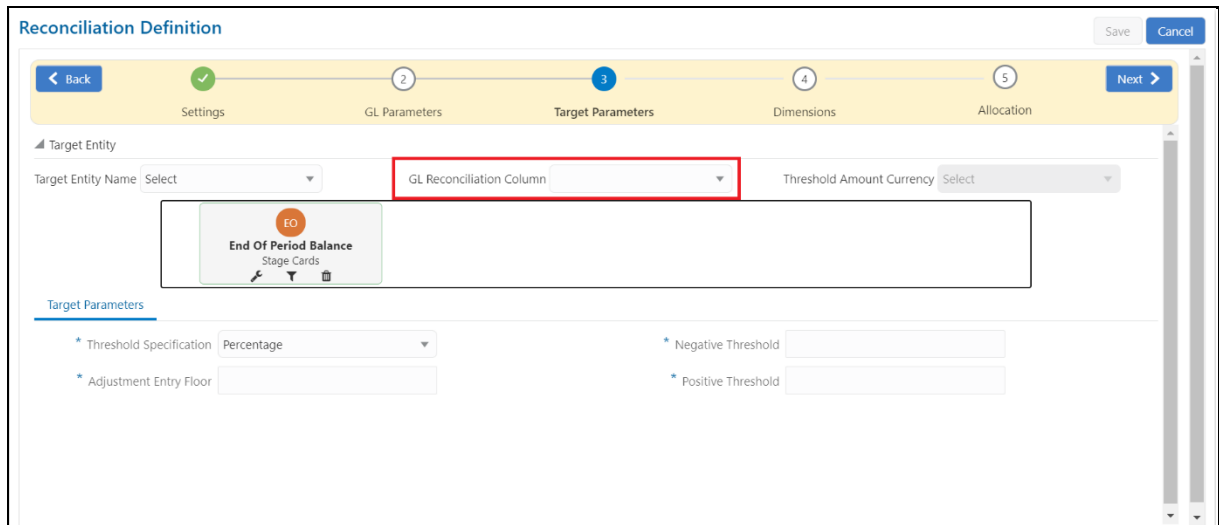 Reconciliation Definition
Save
Cancel
Back
2
3
4
5
Next
Settings
GL Parameters
Target Parameters
Dimensions
Allocation
Target Entity
Target Entity Name Select
GL Reconciliation Column
Threshold Amount Currency Select
EO
End Of Period Balance
Stage Cards
Target Parameters
* Threshold Specification Percentage
* Negative Threshold
* Adjustment Entry Floor
* Positive Threshold